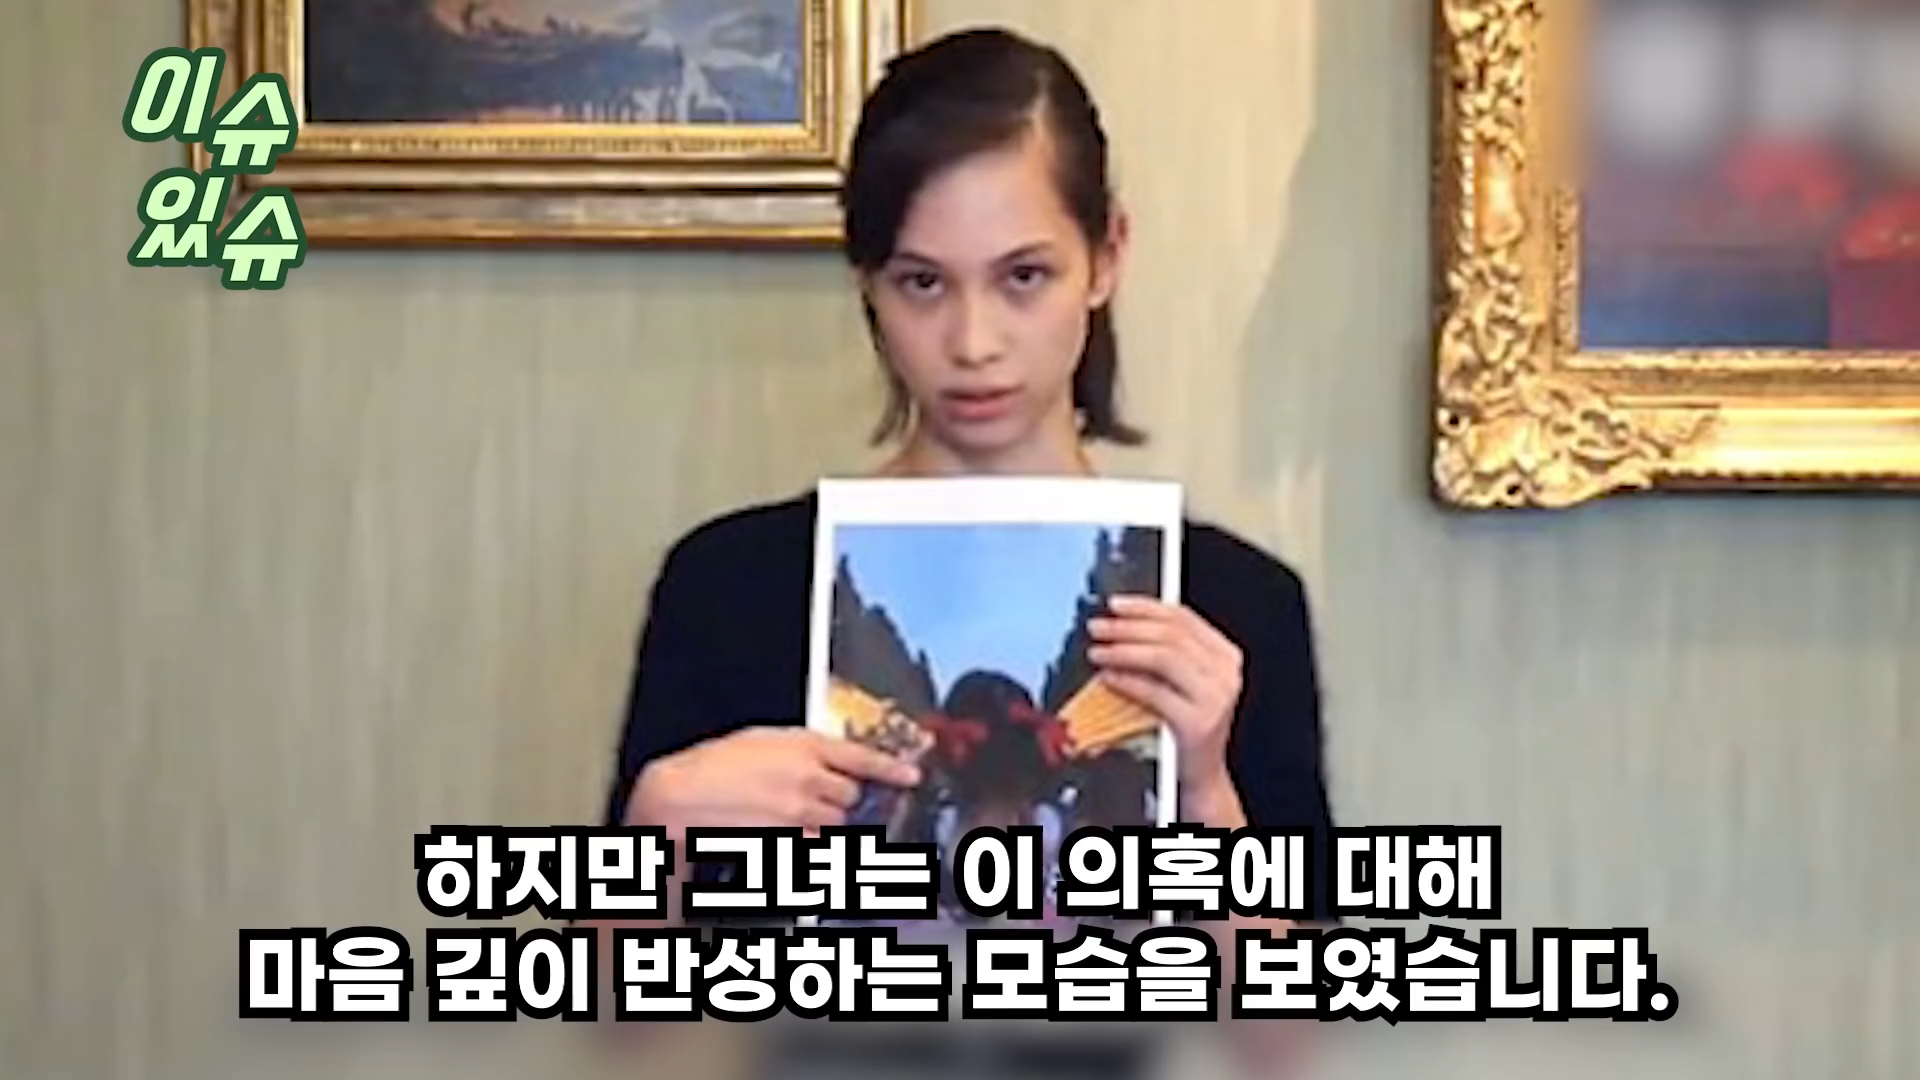 이슈
있슈
하지만 그녀는 이 의혹에 대해
마음 깊이 반성하는 모습을 보였습니다.